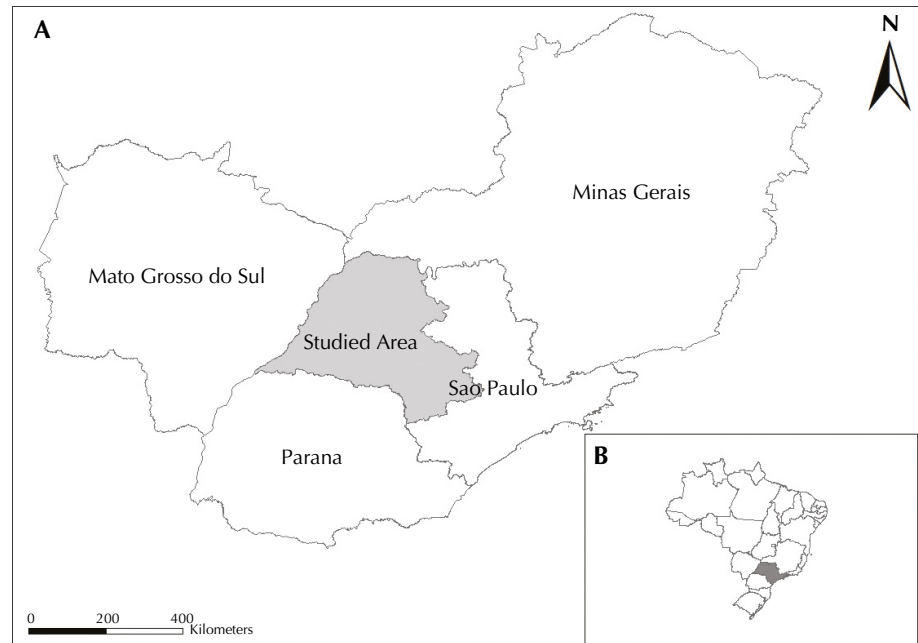 A
N
Minas Gerais
Mato Grosso do Sul
Studied Area
Sao Paulo
Parana
B
0 200 400
Kilometers